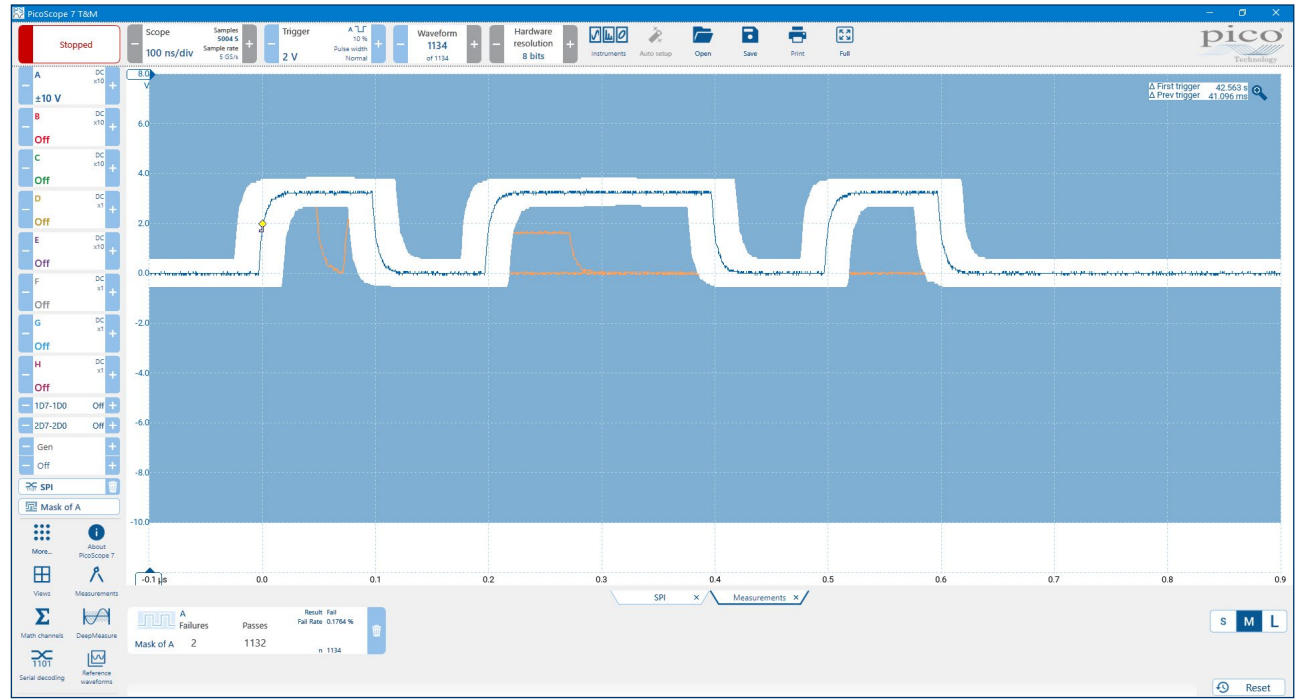 PicoScope 7 T&M
Stopped
Scope
Samples
5004 S
100 ns/div
Sample rate
5 GS/s
Trigger
A
10 %
Pulse width
2 V
Normal
Waveform
1134
of 1134
Hardware
resolution
8 bits
Instruments
Auto setup
Open
Save
Print
Full
pico
Technology
A
DC
x10
±10 V
B
DC
x10
Off
C
DC
x10
Off
D
DC
x1
Off
E
DC
x10
Off
F
DC
x1
Off
G
DC
x1
Off
H
DC
x1
Off
1D7-1D0 Off
2D7-2D0 Off
Gen
Off
SPI
Mask of A
More...
About
PicoScope 7
Views
Measurements
Math channels
DeepMeasure
1101
Serial decoding
Reference
waveforms
8.0
V
6.0
4.0
2.0
0.0
-2.0
-4.0
-6.0
-8.0
-10.0
Δ First trigger 42.563 s
Δ Prev trigger 41.096 ms
-0.1 µs 0.0 0.1 0.2 0.3 0.4 0.5 0.6 0.7 0.8 0.9
SPI x
Measurements x
A
Failures
Passes
Result Fail
Fail Rate 0.1764 %
Mask of A 2 1132
n 1134
S M L
Reset